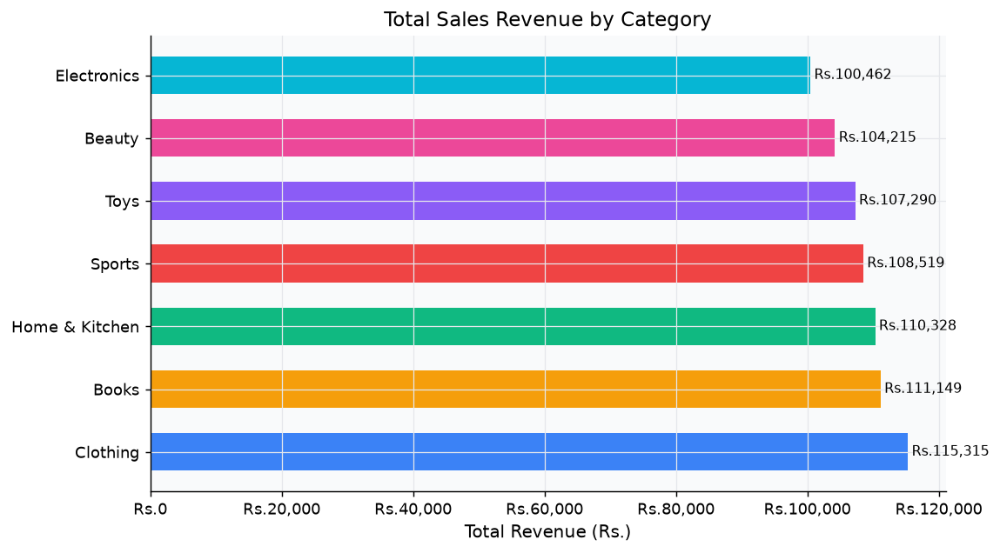 Total Sales Revenue by Category
Electronics Rs.100,462
Beauty Rs.104,215
Toys Rs.107,290
Sports Rs.108,519
Home & Kitchen Rs.110,328
Books Rs.111,149
Clothing Rs.115,315
Rs.0 Rs.20,000 Rs.40,000 Rs.60,000 Rs.80,000 Rs.100,000 Rs.120,000
Total Revenue (Rs.)